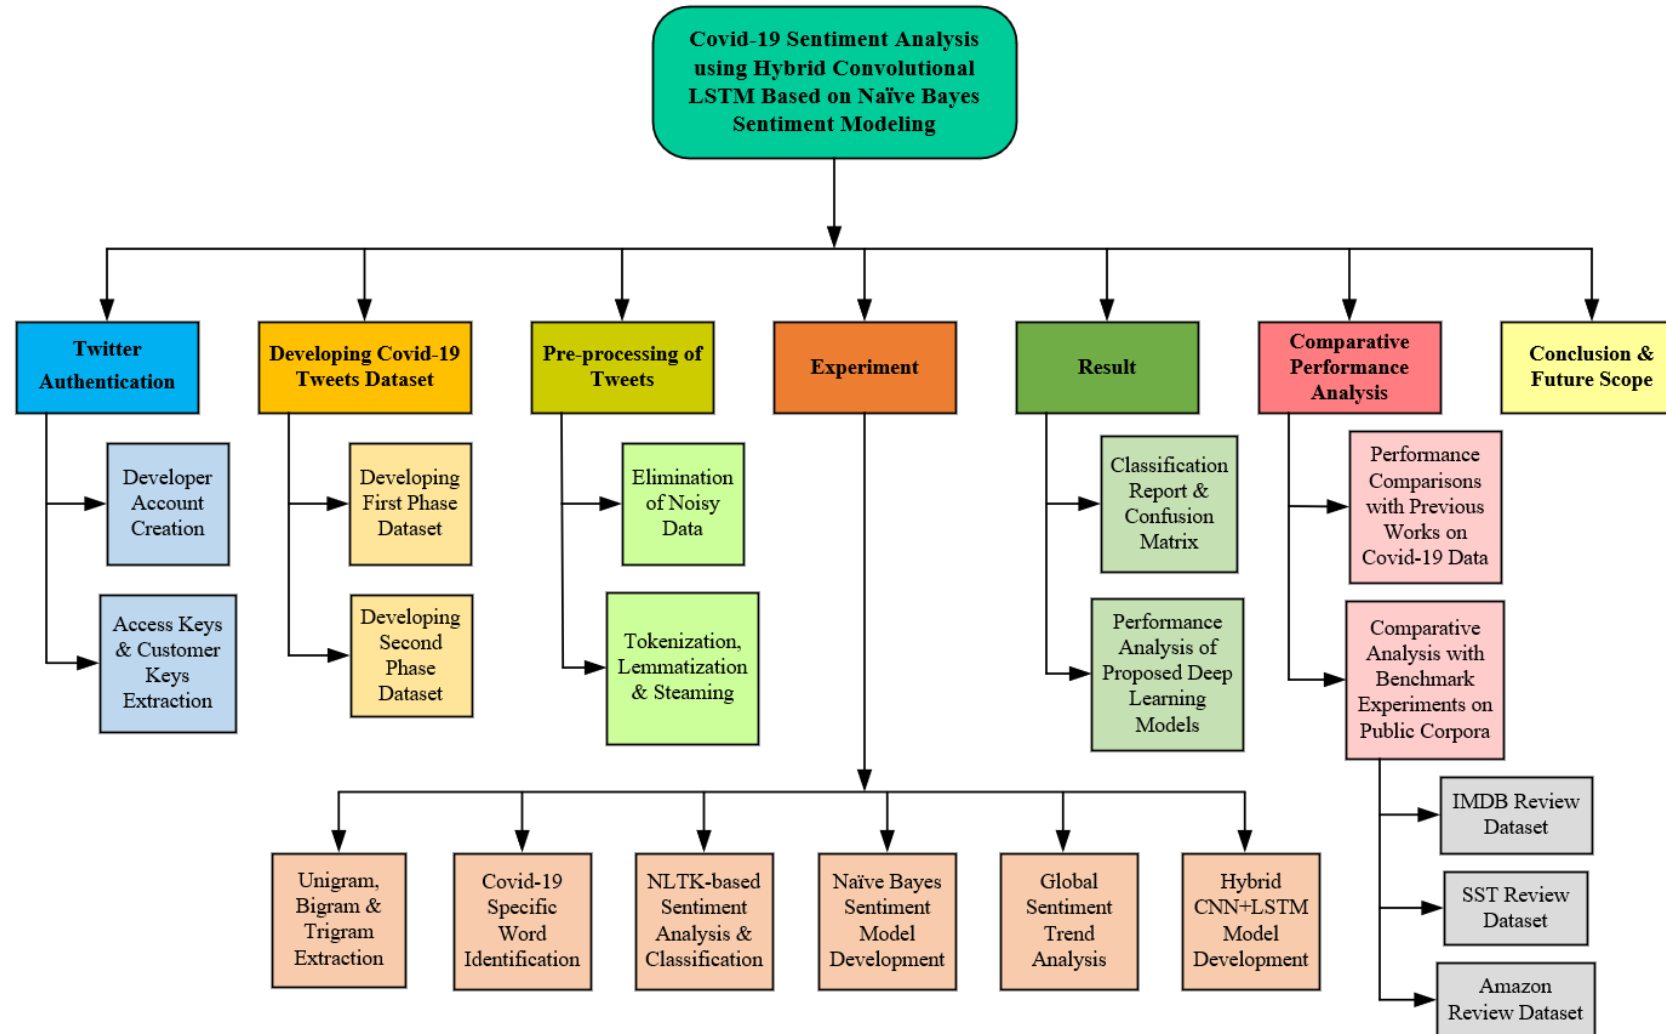 Covid-19 Sentiment Analysis
using Hybrid Convolutional
LSTM Based on Naïve Bayes
Sentiment Modeling
Twitter
Authentication
Developing Covid-19
Tweets Dataset
Pre-processing of
Tweets
Experiment
Result
Comparative
Performance
Analysis
Conclusion &
Future Scope
Developer
Account
Creation
Access Keys
& Customer
Keys
Extraction
Developing
First Phase
Dataset
Developing
Second
Phase
Dataset
Elimination
of Noisy
Data
Tokenization,
Lemmatization
& Steaming
Classification
Report &
Confusion
Matrix
Performance
Analysis of
Proposed Deep
Learning
Models
Performance
Comparisons
with Previous
Works on
Covid-19 Data
Comparative
Analysis with
Benchmark
Experiments on
Public Corpora
IMDB Review
Dataset
SST Review
Dataset
Amazon
Review Dataset
Unigram,
Bigram &
Trigram
Extraction
Covid-19
Specific
Word
Identification
NLTK-based
Sentiment
Analysis &
Classification
Naïve Bayes
Sentiment
Model
Development
Global
Sentiment
Trend
Analysis
Hybrid
CNN+LSTM
Model
Development